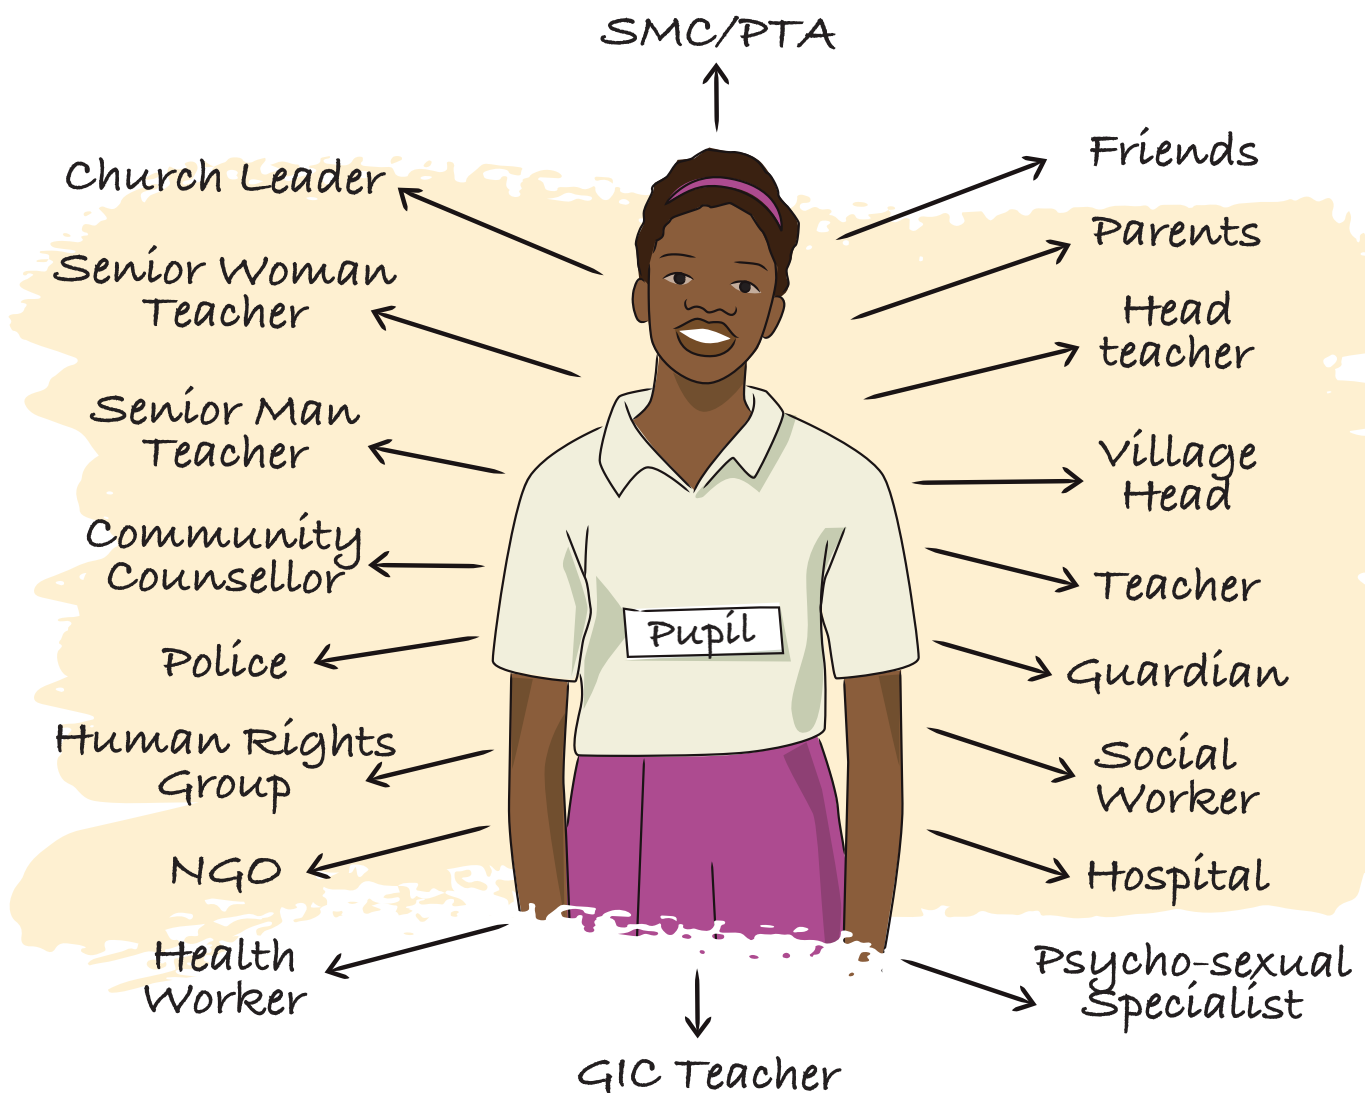 SMC/PTA
Church Leader
Senior Woman
Teacher
Senior Man
Teacher
Community
Counsellor
Police
Human Rights
Group
NGO
Health
Worker
Friends
Parents
Head
teacher
Village
Head
Teacher
Guardian
Social
Worker
Hospital
Psycho-sexual
Specialist
Pupil
GIC Teacher